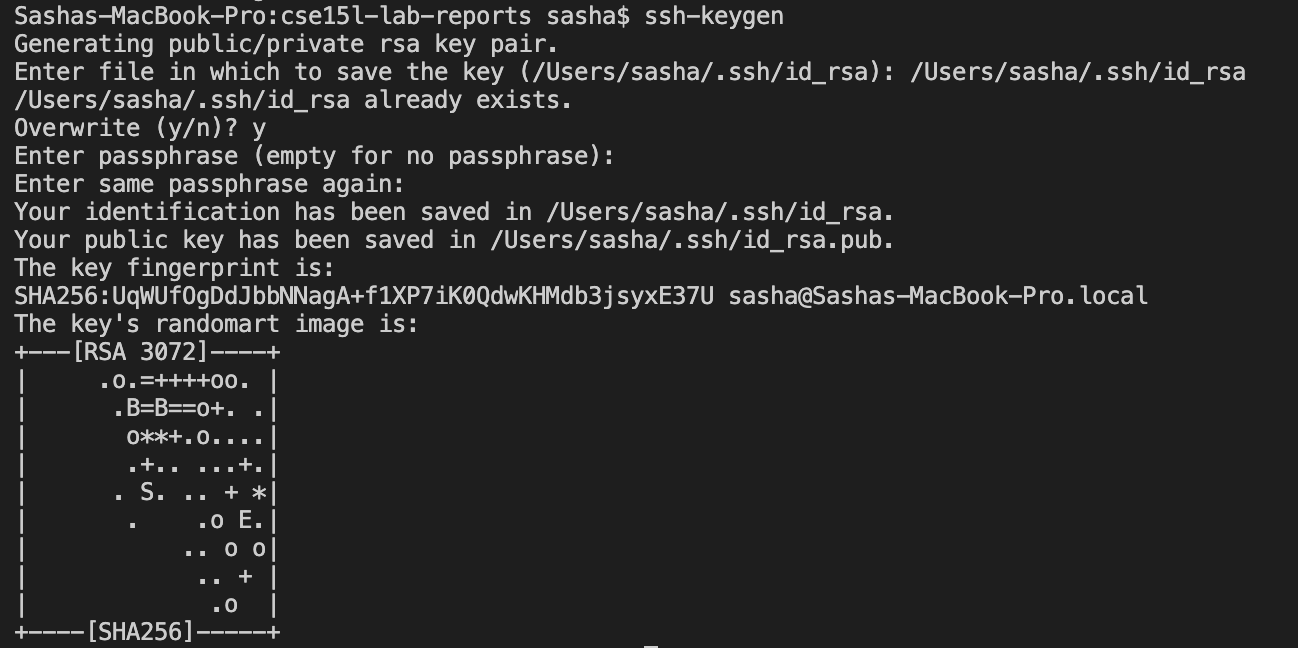 Sashas-MacBook-Pro:cse15l-lab-reports sasha$ ssh-keygen
Generating public/private rsa key pair.
Enter file in which to save the key (/Users/sasha/.ssh/id_rsa): /Users/sasha/.ssh/id_rsa
/Users/sasha/.ssh/id_rsa already exists.
Overwrite (y/n)? y
Enter passphrase (empty for no passphrase):
Enter same passphrase again:
Your identification has been saved in /Users/sasha/.ssh/id_rsa.
Your public key has been saved in /Users/sasha/.ssh/id_rsa.pub.
The key fingerprint is:
SHA256:UqWUfOgDdJbbNNagA+f1XP7iK0QdwKHMdb3jsyxE37U sasha@Sashas-MacBook-Pro.local
The key's randomart image is:
+---[RSA 3072]----+
|     .o.=++++oo. |
|      .B=B==o+. .|
|       o**+.o....|
|       .+.. ...+.|
|      . S. .. + *|
|       .    .o E.|
|           .. o o|
|            .. + |
|             .o  |
+----[SHA256]-----+